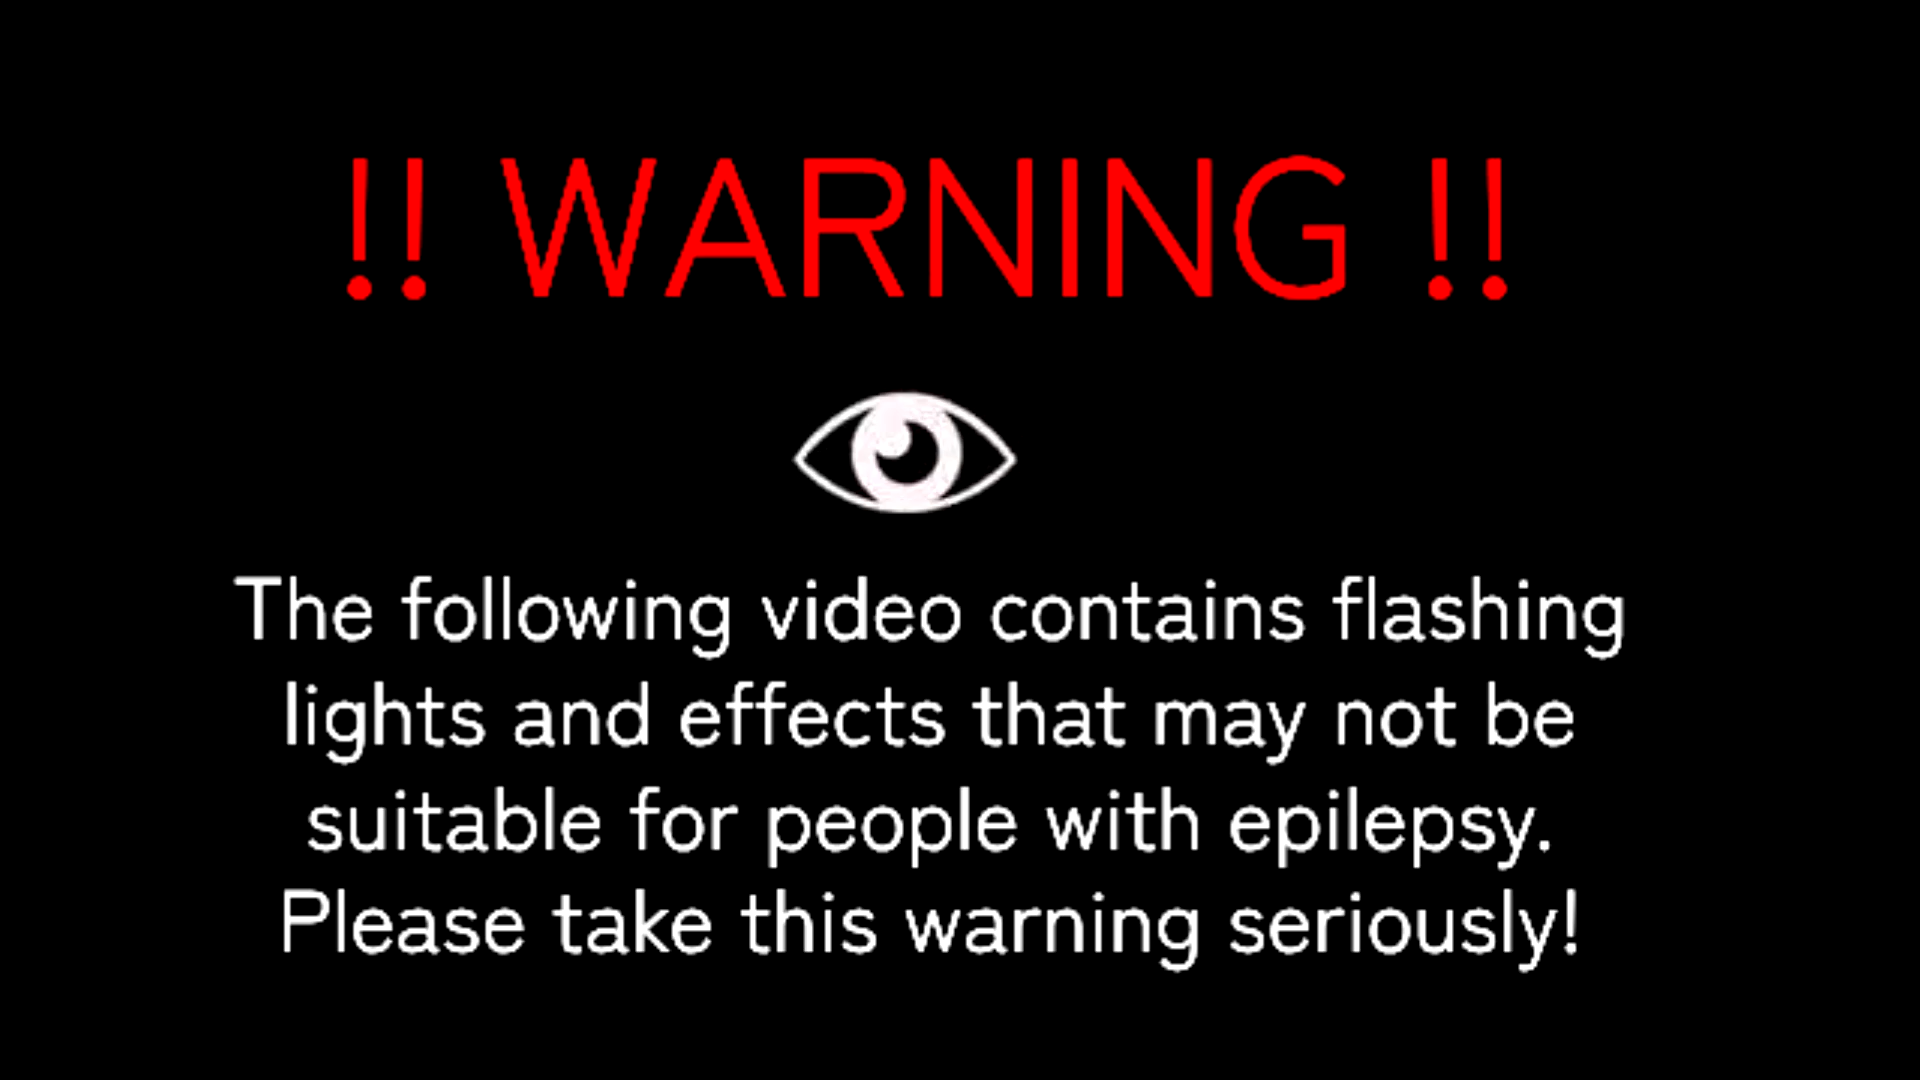 !! WARNING !!
The following video contains flashing
lights and effects that may not be
suitable for people with epilepsy.
Please take this warning seriously!